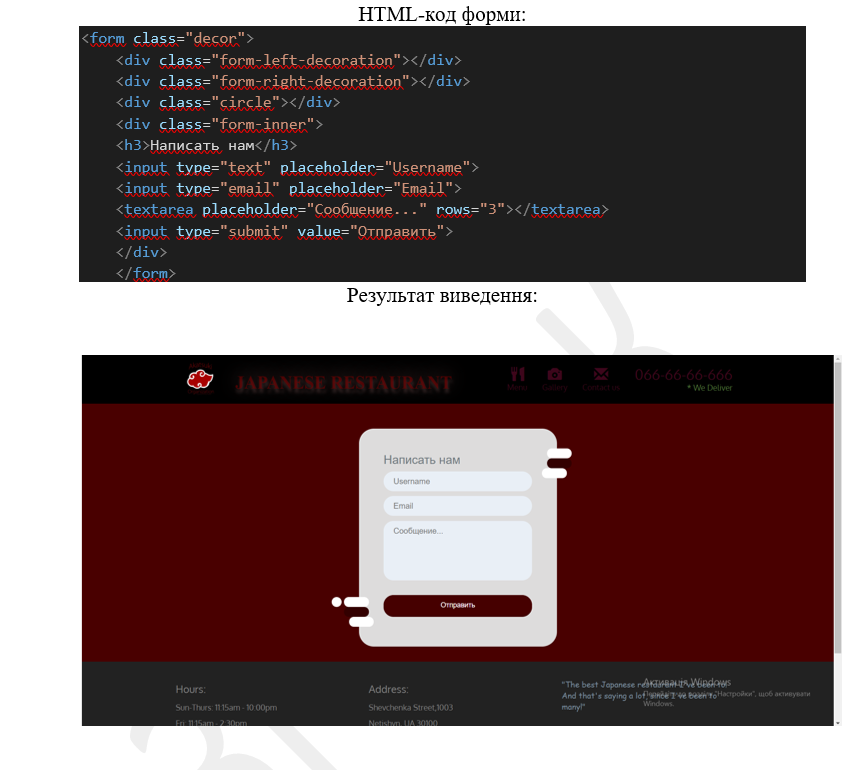 HTML-код форми:
<form class="decor">
<div class="form-left-decoration"></div>
<div class="form-right-decoration"></div>
<div class="circle"></div>
<div class="form-inner">
<h3>Написать нам</h3>
<input type="text" placeholder="Username">
<input type="email" placeholder="Email">
<textarea placeholder="Сообщение..." rows="3"></textarea>
<input type="submit" value="Отправить">
</div>
</form>
Результат виведення:
JAPANESE RESTAURANT
Menu Gallery Contact us
066-66-66-666
* We Deliver
Написать нам
Username
Email
Сообщение...
Отправить
Hours:
Sun-Thurs: 11:15am - 10:00pm
Fri: 11:15am - 2:30pm
Address:
Shevchenka Street,1003
Netishyn, UA 30100
"The best Japanese restaurant I've been to!
And that's saying a lot, since I've been to
many!"
Активація Windows
"Настройки", щоб активувати
Windows.